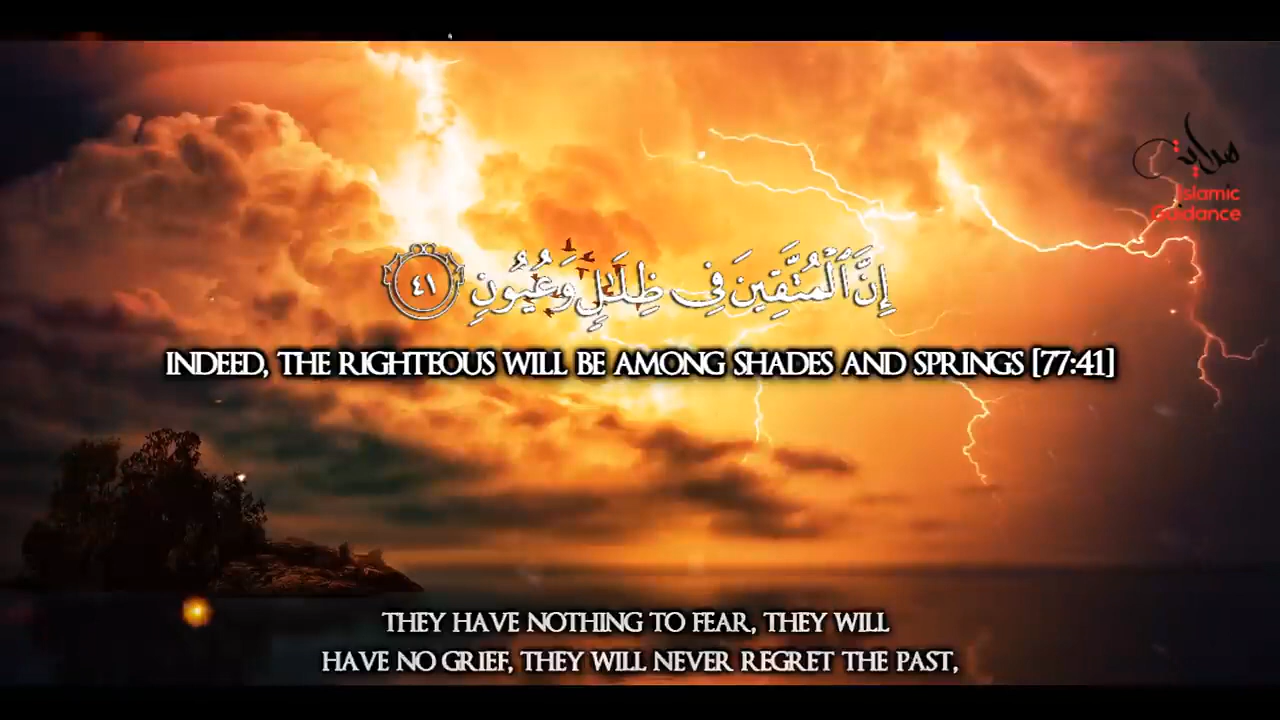 هداية
Islamic
Guidance
إِنَّ ٱلْمُتَّقِينَ فِى ظِلَـٰلٍ وَعُيُونٍ ٤١
INDEED, THE RIGHTEOUS WILL BE AMONG SHADES AND SPRINGS [77:41]
THEY HAVE NOTHING TO FEAR, THEY WILL
HAVE NO GRIEF, THEY WILL NEVER REGRET THE PAST,